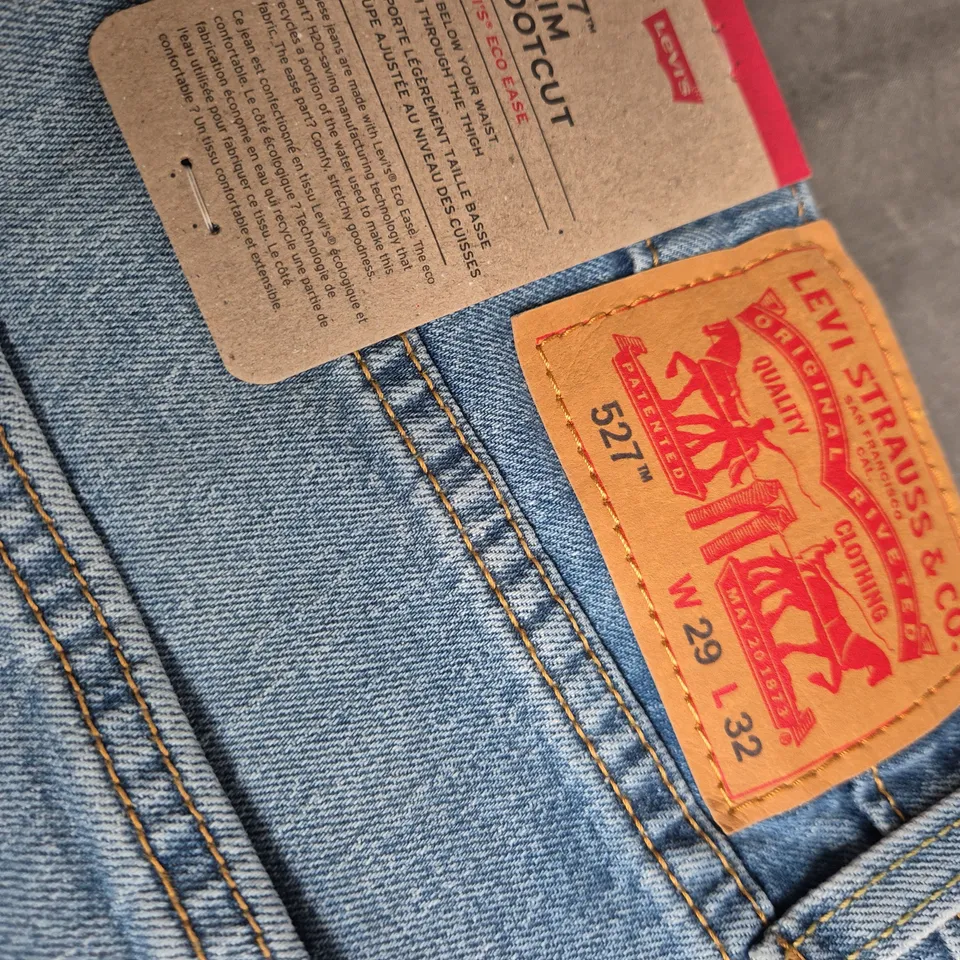 Levi's
7™
IM
OOTCUT
I'S® ECO EASE
BELOW YOUR WAIST
THROUGH THE THIGH
PORTE LÉGÈREMENT TAILLE BASSE
UPE AJUSTÉE AU NIVEAU DES CUISSES
ese jeans are made with Levi's® Eco Ease. The eco
art? H2O-saving manufacturing technology that
ecycles a portion of the water used to make this
fabric. The ease part? Comfy, stretchy goodness.
Ce jean est confectionné en tissu Levi's® écologique et
confortable. Le côté écologique ? Technologie de
fabrication économe en eau qui recycle une partie de
l'eau utilisée pour fabriquer ce tissu. Le côté
confortable ? Un tissu confortable et extensible.
LEVI STRAUSS & CO.
SAN FRANCISCO
CAL.
ORIGINAL RIVETED
QUALITY CLOTHING
PATENTED MAY 20 1873
®
527™
W 29 L 32